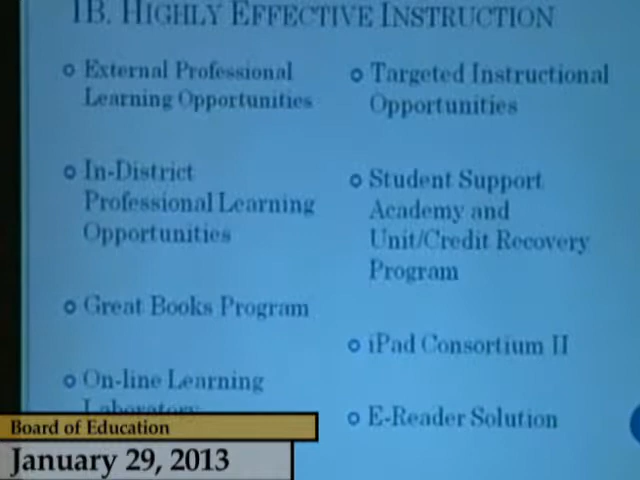 1B. HIGHLY EFFECTIVE INSTRUCTION
External Professional
Learning Opportunities
In-District
Professional Learning
Opportunities
Great Books Program
On-line Learning
Laboratory
Targeted Instructional
Opportunities
Student Support
Academy and
Unit/Credit Recovery
Program
iPad Consortium II
E-Reader Solution
Board of Education
January 29, 2013